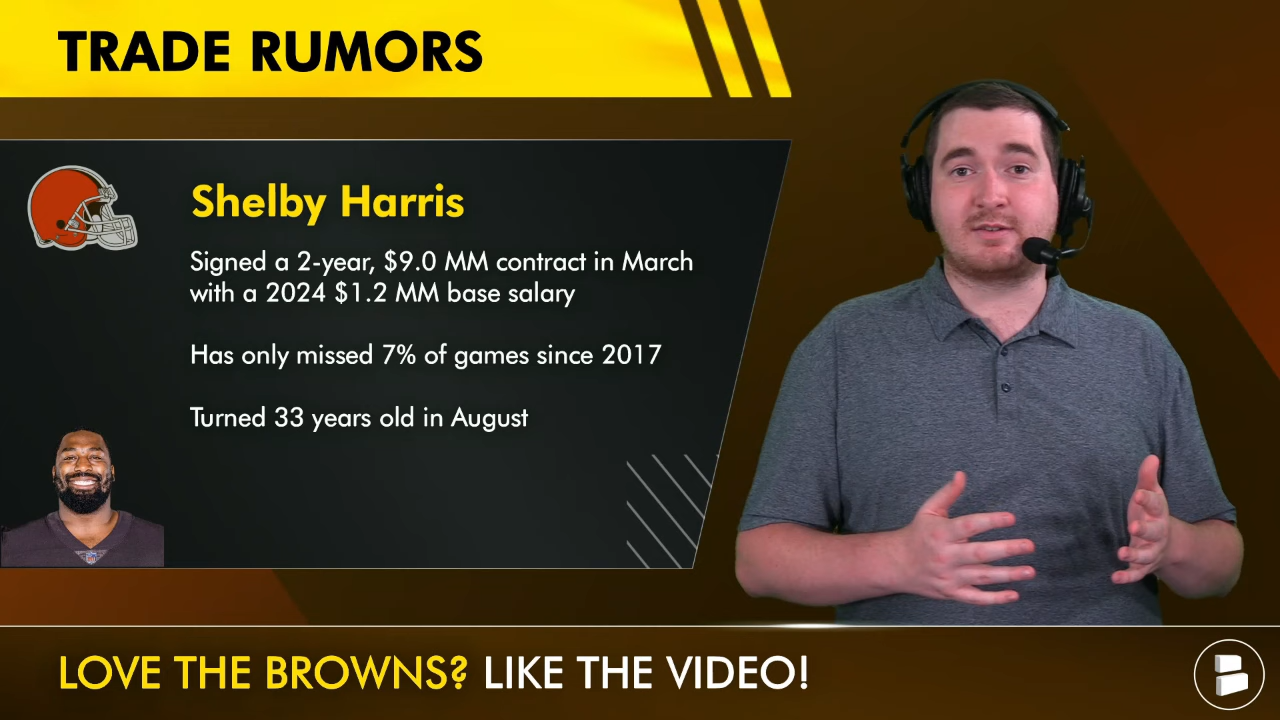 TRADE RUMORS
Shelby Harris
Signed a 2-year, $9.0 MM contract in March
with a 2024 $1.2 MM base salary
Has only missed 7% of games since 2017
Turned 33 years old in August
LOVE THE BROWNS? LIKE THE VIDEO!